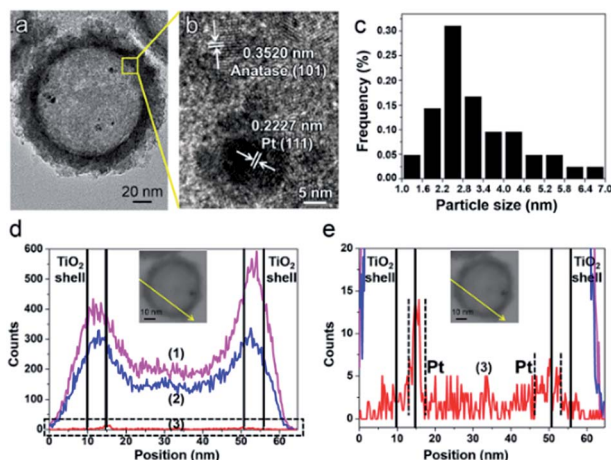 a
20 nm
b
0.3520 nm
Anatase (101)
0.2227 nm
Pt (111)
5 nm
c
Frequency (%)
0.30
0.25
0.20
0.15
0.10
0.05
0.00
1.0 1.6 2.2 2.8 3.4 4.0 4.6 5.2 5.8 6.4 7.0
Particle size (nm)
d
Counts
600
500
400
300
200
100
0
TiO2 shell
TiO2 shell
10 nm
(1)
(2)
(3)
0 10 20 30 40 50 60
Position (nm)
e
Counts
20
15
10
5
0
TiO2 shell
TiO2 shell
10 nm
Pt
(3)
Pt
0 10 20 30 40 50 60
Position (nm)